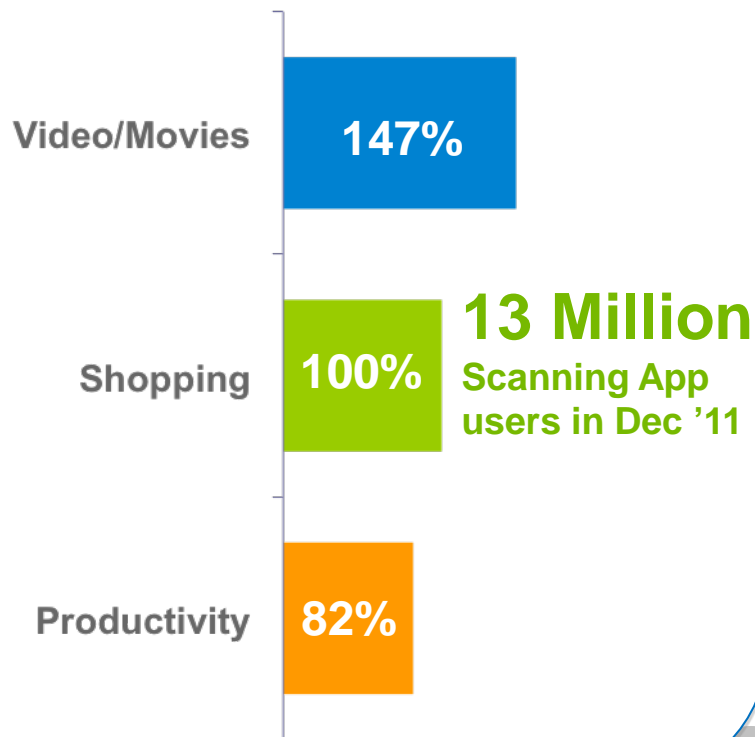 Video/Movies
147%
Shopping
100%
13 Million
Scanning App
users in Dec ’11
Productivity
82%